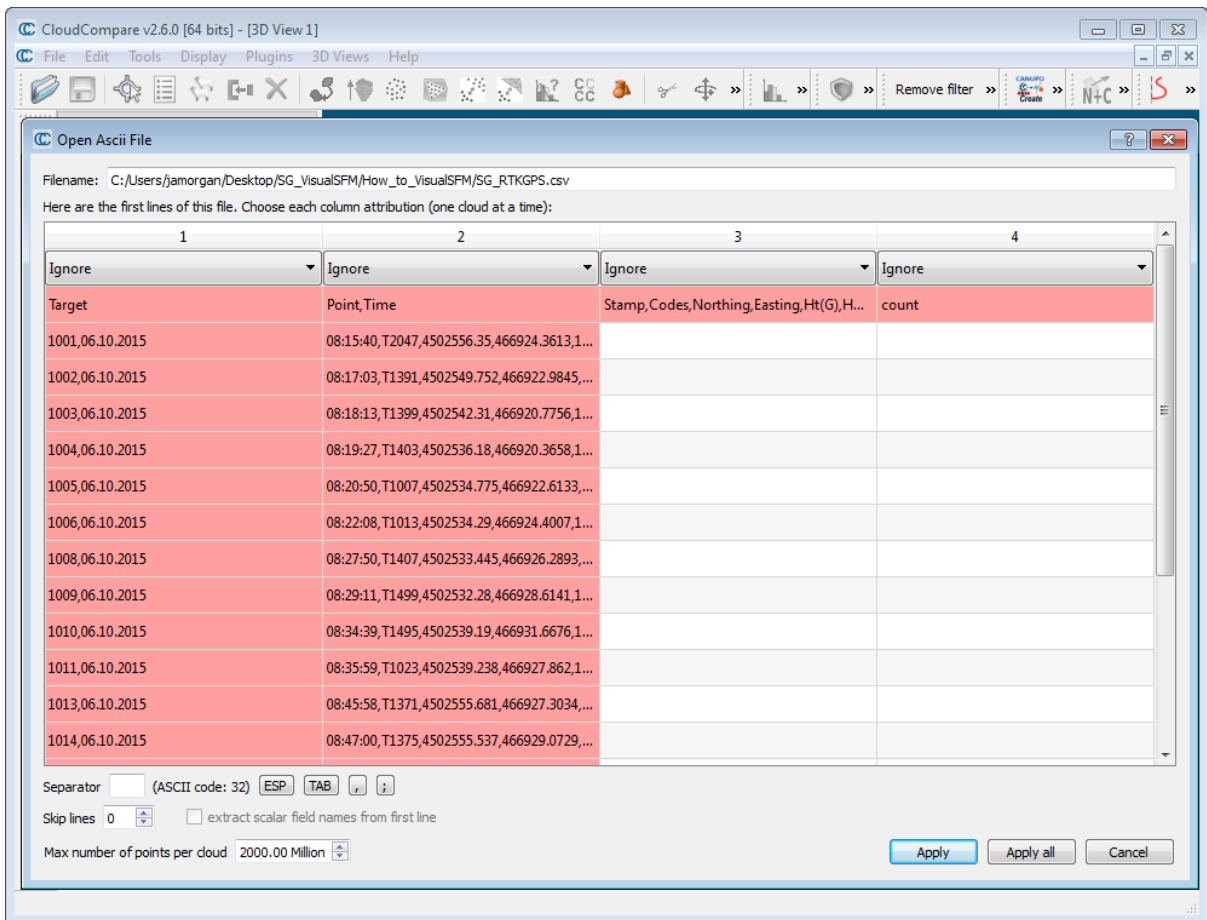 CloudCompare v2.6.0 [64 bits] - [3D View 1]
File Edit Tools Display Plugins 3D Views Help
CC CC Remove filter CANUPO Create N+C
Open Ascii File
Filename: C:/Users/jamorgan/Desktop/SG_VisualSFM/How_to_VisualSFM/SG_RTKGPS.csv
Here are the first lines of this file. Choose each column attribution (one cloud at a time):
1 2 3 4
Ignore Ignore Ignore Ignore
Target Point,Time Stamp,Codes,Northing,Easting,Ht(G),H... count
1001,06.10.2015 08:15:40,T2047,4502556.35,466924.3613,1...
1002,06.10.2015 08:17:03,T1391,4502549.752,466922.9845,...
1003,06.10.2015 08:18:13,T1399,4502542.31,466920.7756,1...
1004,06.10.2015 08:19:27,T1403,4502536.18,466920.3658,1...
1005,06.10.2015 08:20:50,T1007,4502534.775,466922.6133,...
1006,06.10.2015 08:22:08,T1013,4502534.29,466924.4007,1...
1008,06.10.2015 08:27:50,T1407,4502533.445,466926.2893,...
1009,06.10.2015 08:29:11,T1499,4502532.28,466928.6141,1...
1010,06.10.2015 08:34:39,T1495,4502539.19,466931.6676,1...
1011,06.10.2015 08:35:59,T1023,4502539.238,466927.862,1...
1013,06.10.2015 08:45:58,T1371,4502555.681,466927.3034,...
1014,06.10.2015 08:47:00,T1375,4502555.537,466929.0729,...
Separator (ASCII code: 32) ESP TAB , ;
Skip lines 0 extract scalar field names from first line
Max number of points per cloud 2000.00 Million Apply Apply all Cancel